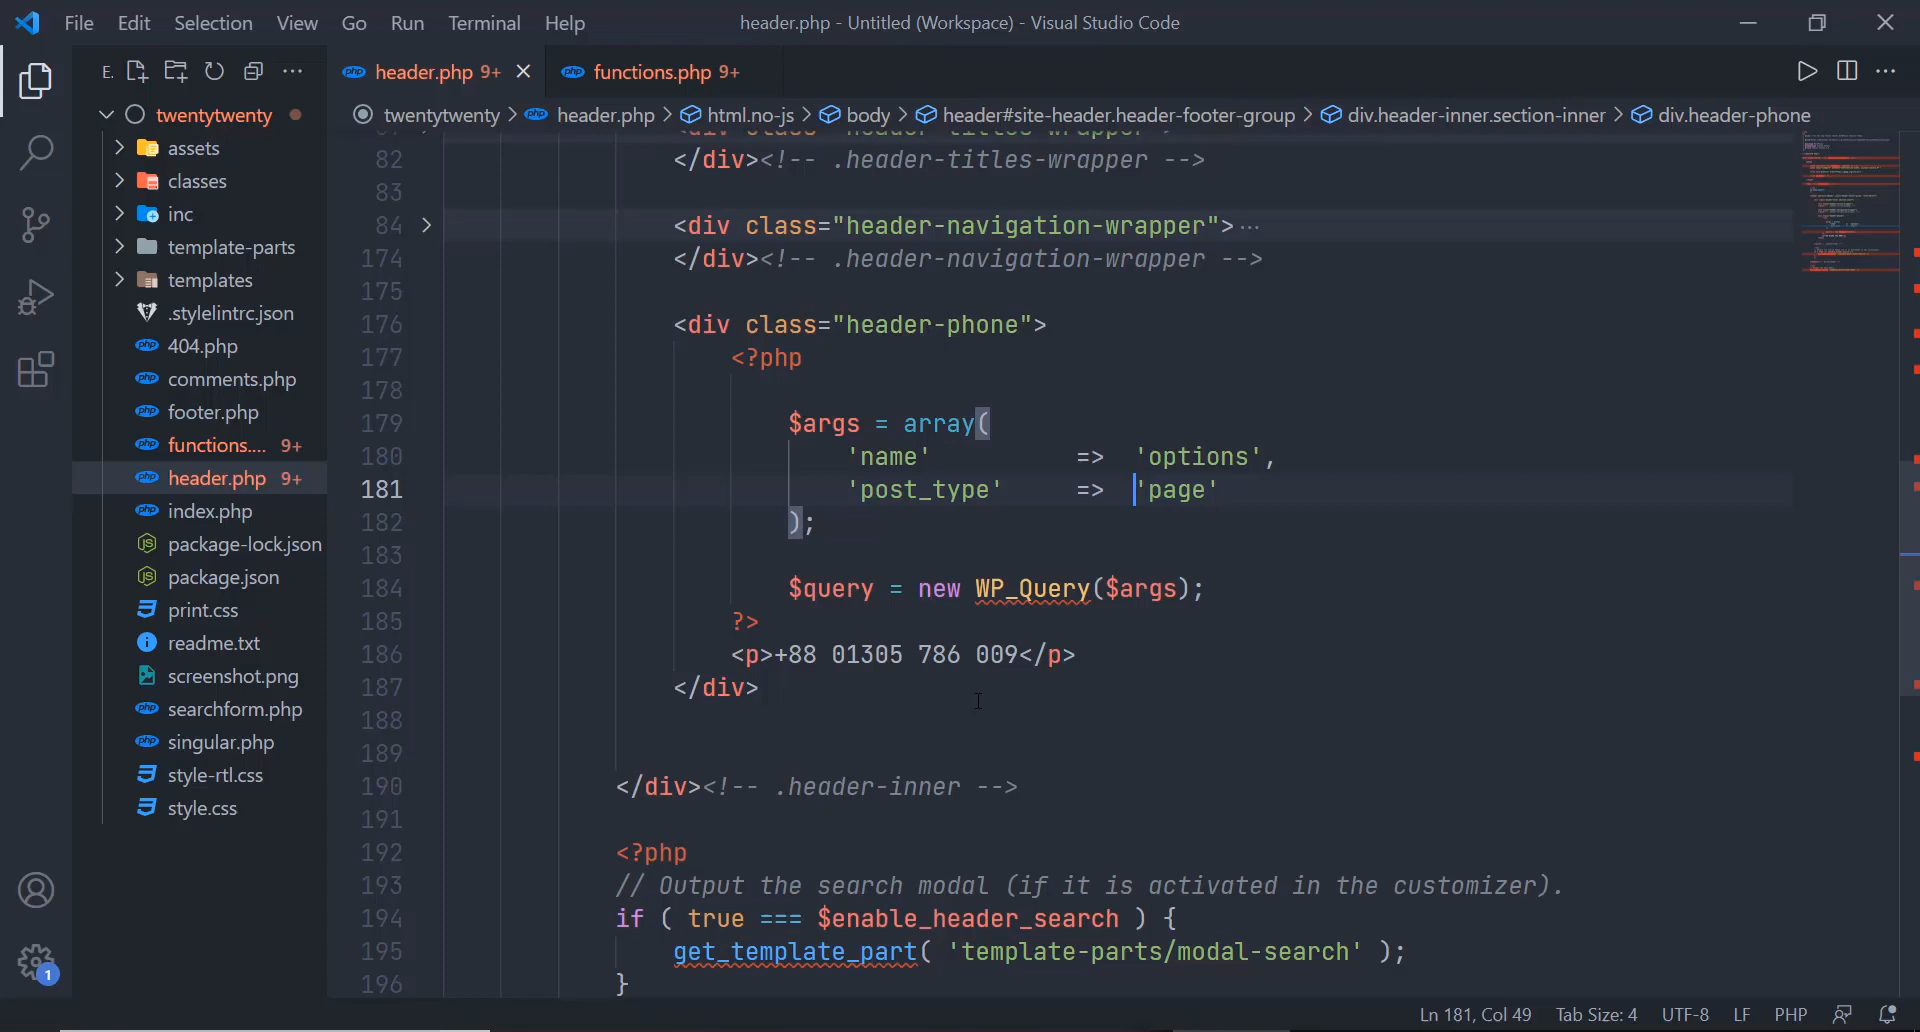 File Edit Selection View Go Run Terminal Help
header.php - Untitled (Workspace) - Visual Studio Code
E.
header.php 9+
functions.php 9+
twentytwenty > header.php > html.no-js > body > header#site-header.header-footer-group > div.header-inner.section-inner > div.header-phone
twentytwenty
assets
classes
inc
template-parts
templates
.stylelintrc.json
404.php
comments.php
footer.php
functions.... 9+
header.php 9+
index.php
package-lock.json
package.json
print.css
readme.txt
screenshot.png
searchform.php
singular.php
style-rtl.css
style.css
1
<div class="header-titles-wrapper">
82 </div><!-- .header-titles-wrapper -->
83
84 <div class="header-navigation-wrapper">...
174 </div><!-- .header-navigation-wrapper -->
175
176 <div class="header-phone">
177 <?php
178
179 $args = array(
180 'name' => 'options',
181 'post_type' => 'page'
182 );
183
184 $query = new WP_Query($args);
185 ?>
186 <p>+88 01305 786 009</p>
187 </div>
188
189
190 </div><!-- .header-inner -->
191
192 <?php
193 // Output the search modal (if it is activated in the customizer).
194 if ( true === $enable_header_search ) {
195 get_template_part( 'template-parts/modal-search' );
196 }
Ln 181, Col 49 Tab Size: 4 UTF-8 LF PHP